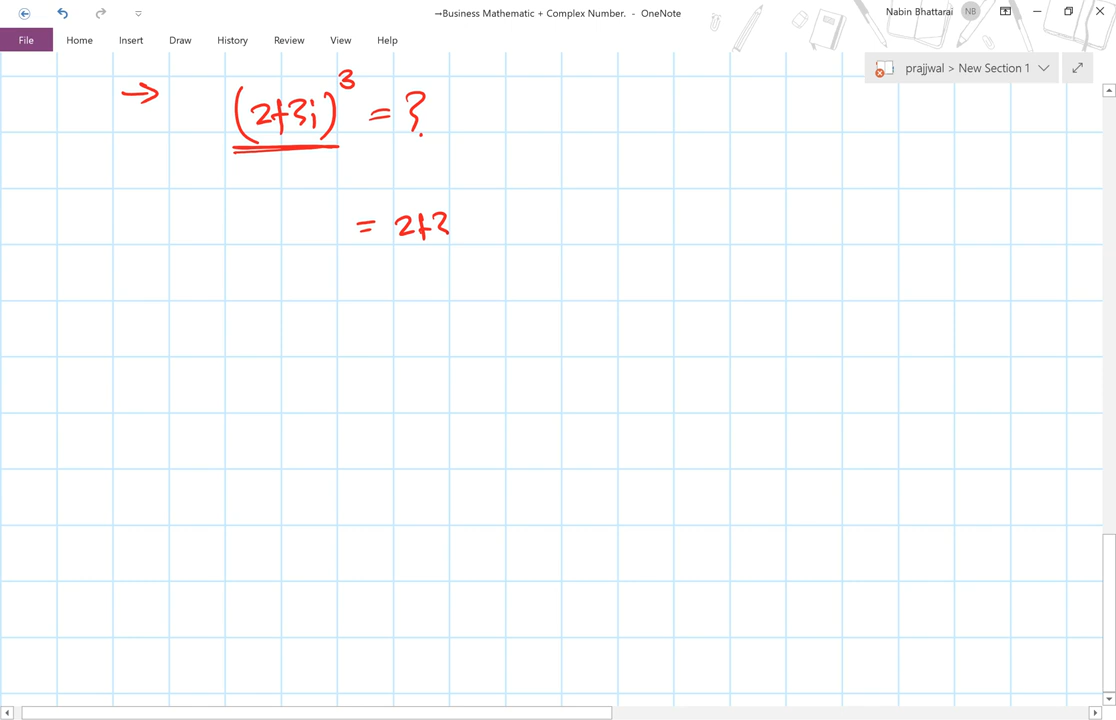 →Business Mathematic + Complex Number. - OneNote
Nabin Bhattarai NB
File Home Insert Draw History Review View Help
prajjwal > New Section 1
→ (2+3i)³ = ?
= 2+3